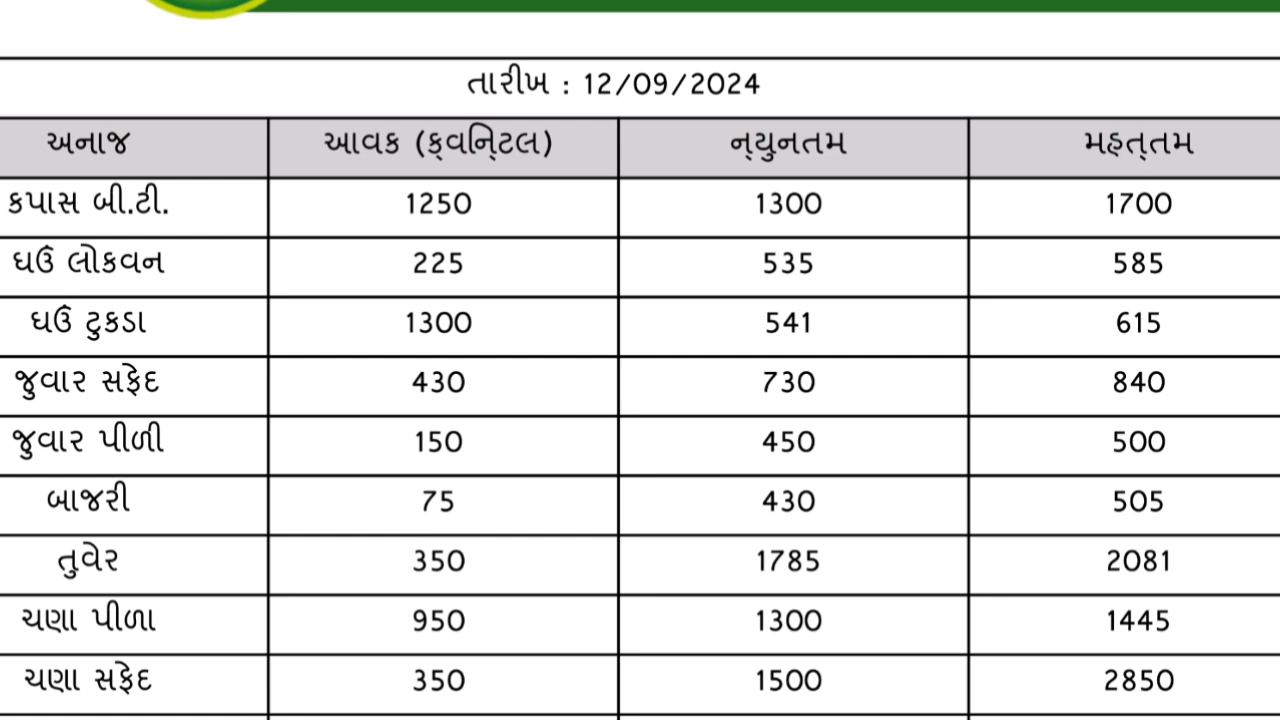 તારીખ : 12/09/2024
અનાજ આવક (ક્વનિ્ટલ) ન્યુનતમ મહત્તમ
કપાસ બી.ટી. 1250 1300 1700
ઘઉં લોકવન 225 535 585
ઘઉં ટુકડા 1300 541 615
જુવાર સફેદ 430 730 840
જુવાર પીળી 150 450 500
બાજરી 75 430 505
તુવેર 350 1785 2081
ચણા પીળા 950 1300 1445
ચણા સફેદ 350 1500 2850